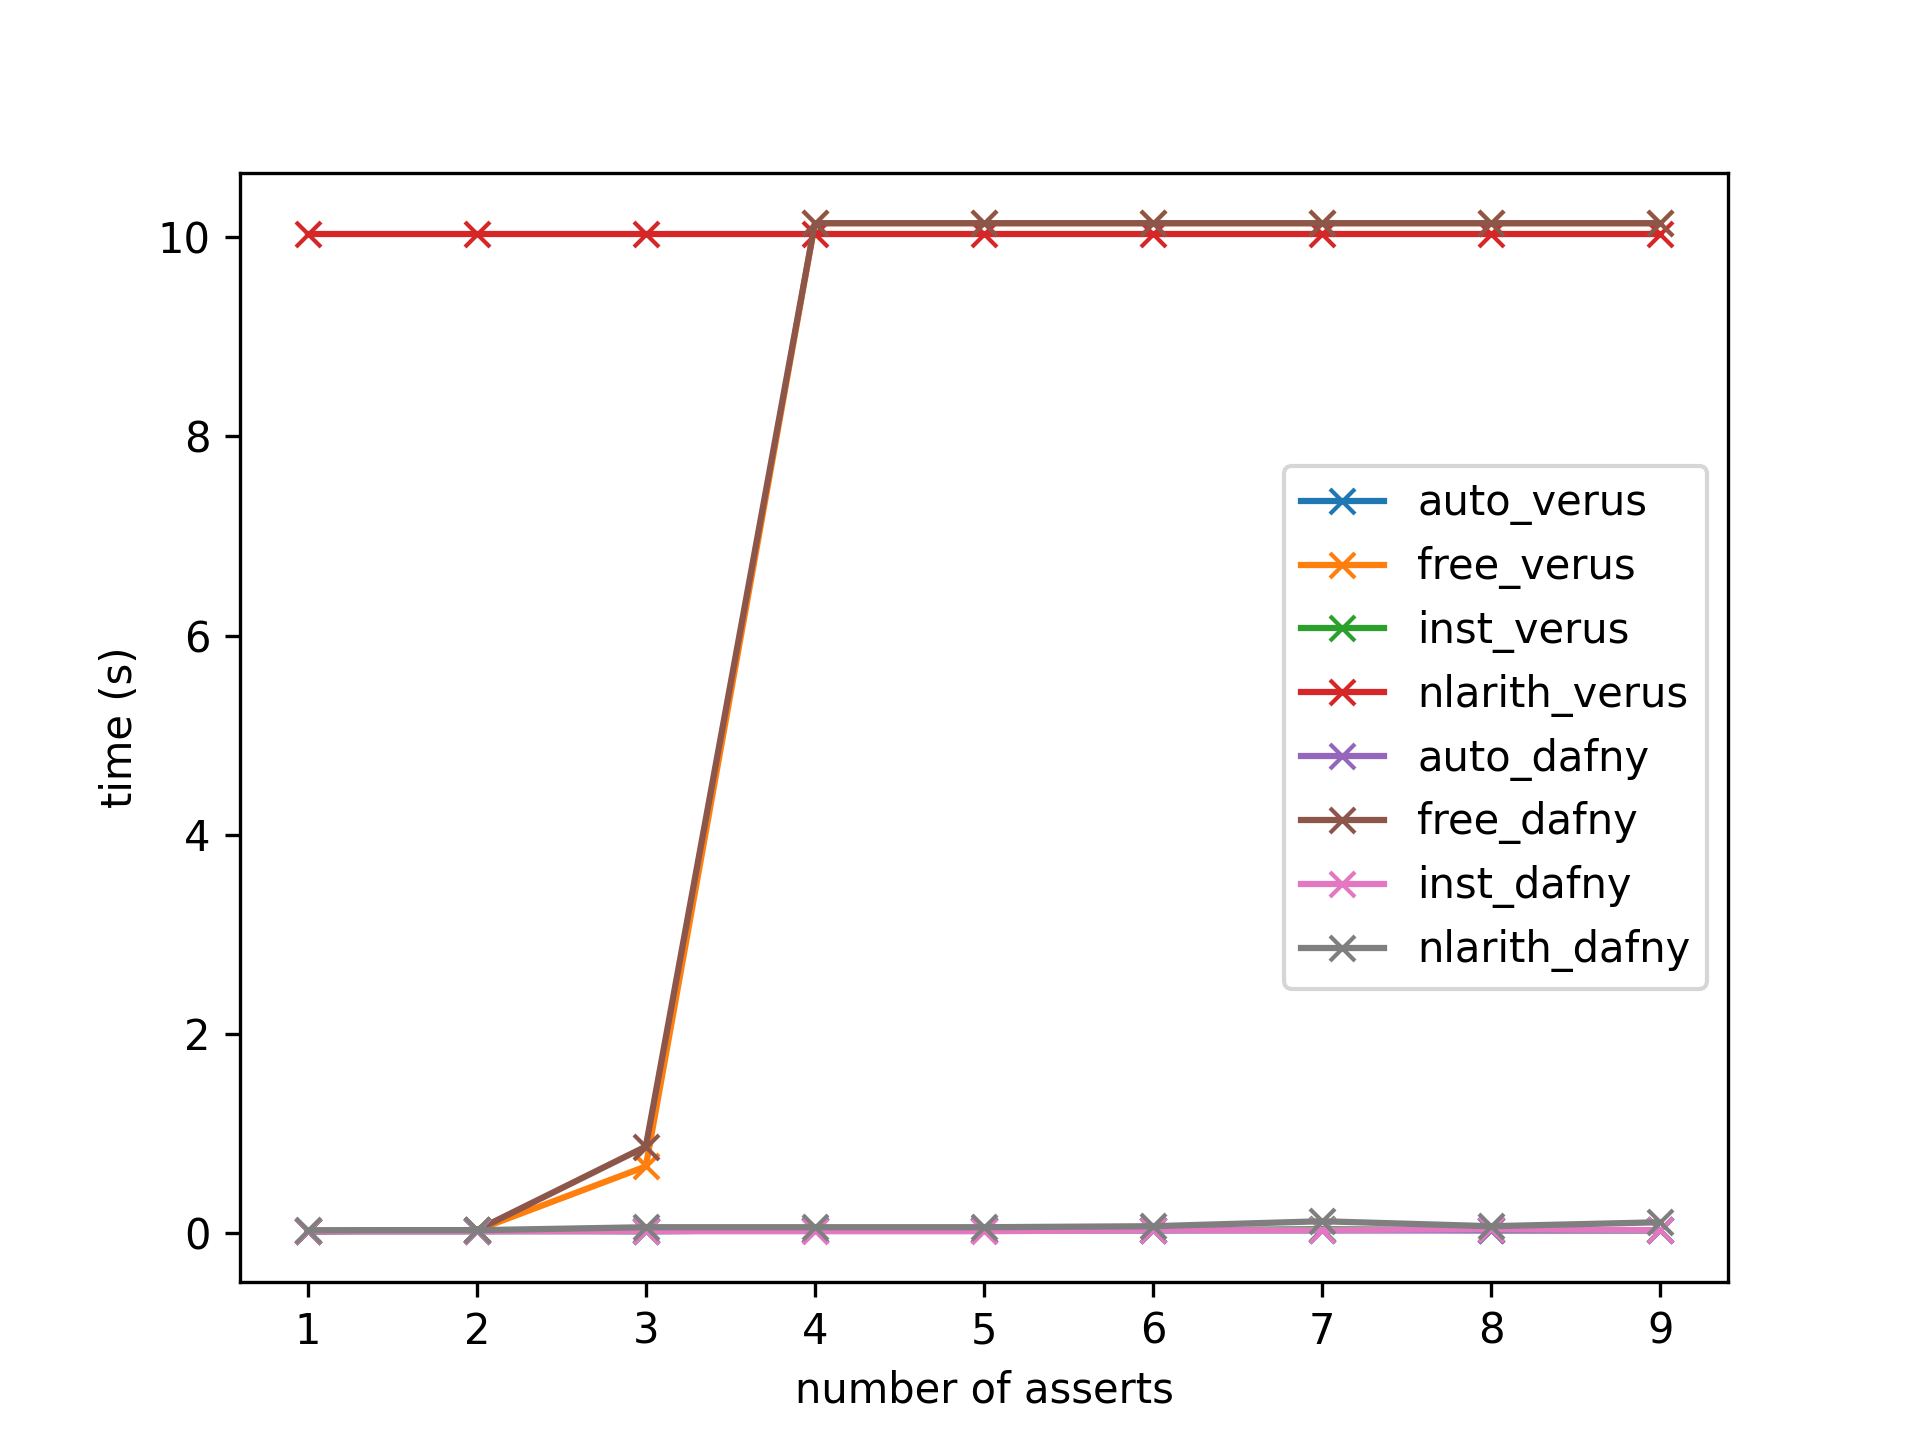 10
8
6
4
2
0
time (s)
1 2 3 4 5 6 7 8 9
number of asserts
auto_verus
free_verus
inst_verus
nlarith_verus
auto_dafny
free_dafny
inst_dafny
nlarith_dafny